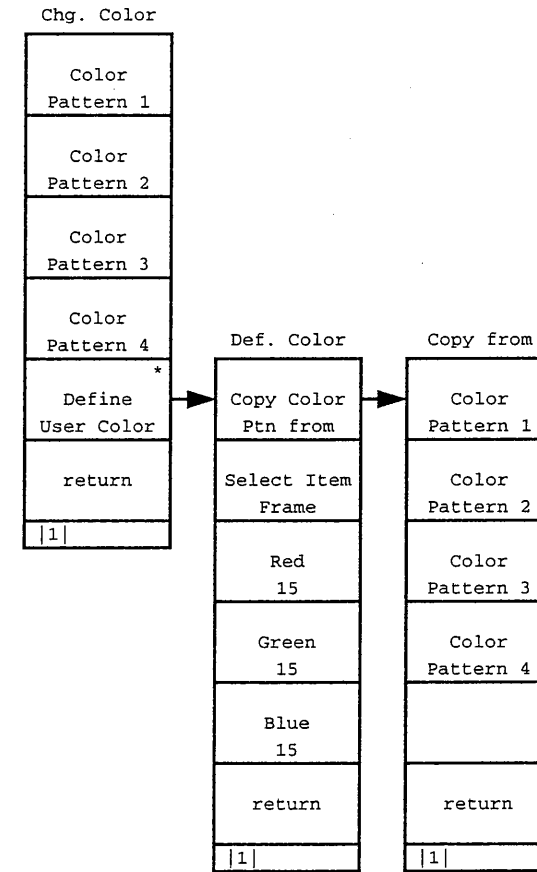 Chg. Color
Color
Pattern 1
Color
Pattern 2
Color
Pattern 3
Color
Pattern 4
*
Define
User Color
return
|1|
Def. Color
Copy Color
Ptn from
Select Item
Frame
Red
15
Green
15
Blue
15
return
|1|
Copy from
Color
Pattern 1
Color
Pattern 2
Color
Pattern 3
Color
Pattern 4
return
|1|